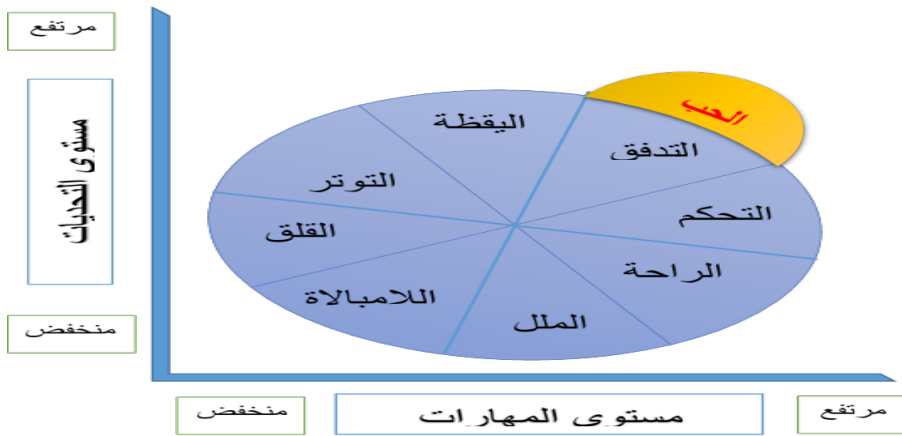 مرتفع
مستوى التحديات
منخفض
الحب
اليقظة
التدفق
التوتر
التحكم
القلق
الراحة
اللامبالاة
الملل
منخفض
مستوى المهارات
مرتفع